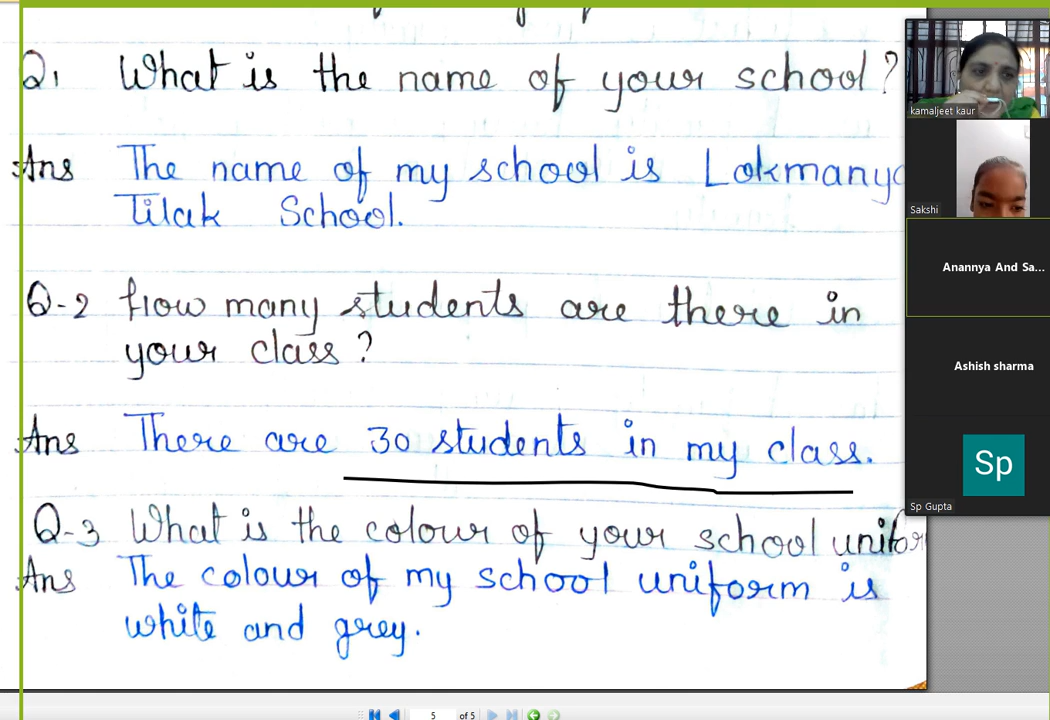 Q1 What is the name of your school?
Ans The name of my school is Lokmanya
Tilak School.
Q-2 How many students are there in
your class?
Ans There are 30 students in my class.
Q-3 What is the colour of your school unifor
Ans The colour of my school uniform is
white and grey.
kamaljeet kaur
Sakshi
Anannya And Sa...
Ashish sharma
Sp
Sp Gupta
5 of 5